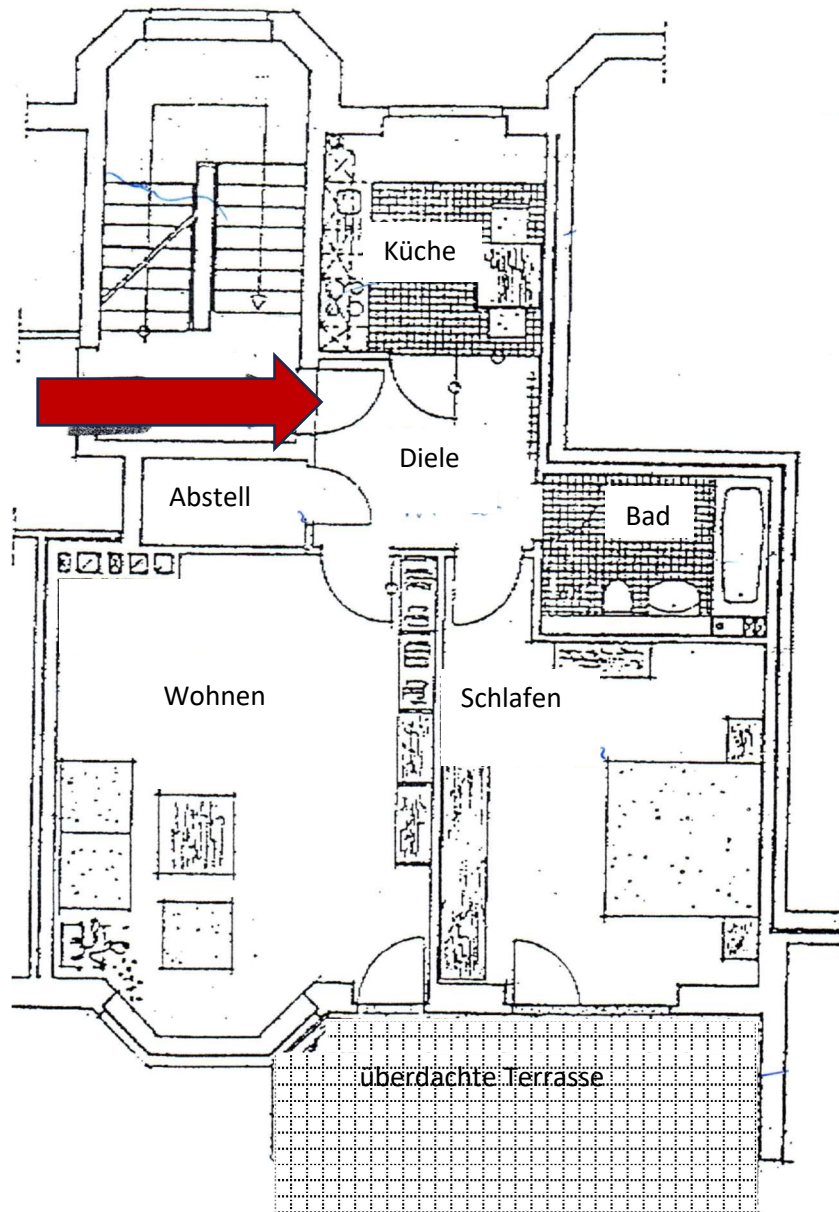 Küche
Diele
Abstell
Bad
Wohnen
Schlafen
überdachte Terrasse